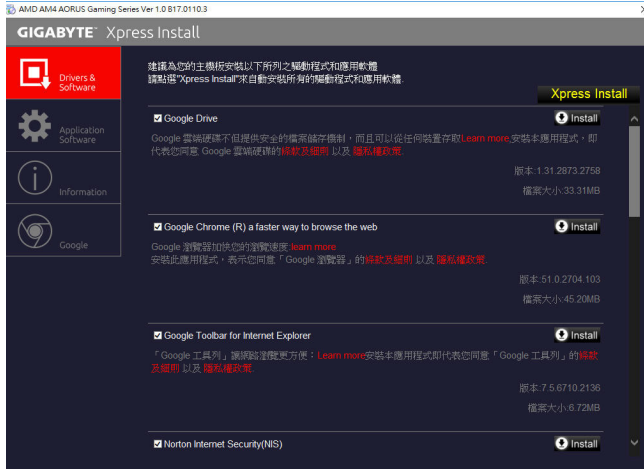 AMD AM4 AORUS Gaming Series Ver 1.0 B17.0110.3
GIGABYTE™ Xpress Install
Drivers &
Software
Application
Software
Information
Google
建議為您的主機板安裝以下所列之驅動程式和應用軟體
請點選"Xpress Install"來自動安裝所有的驅動程式和應用軟體.
Xpress Install
Google Drive
Install
Google 雲端硬碟不但提供安全的檔案儲存機制，而且可以從任何裝置存取Learn more,安裝本應用程式，即
代表您同意 Google 雲端硬碟的條款及細則 以及 隱私權政策.
版本:1.31.2873.2758
檔案大小:33.31MB
Google Chrome (R) a faster way to browse the web
Install
Google 瀏覽器加快您的瀏覽速度:learn more
安裝此應用程式，表示您同意「Google 瀏覽器」的條款及細則 以及 隱私權政策.
版本:51.0.2704.103
檔案大小:45.20MB
Google Toolbar for Internet Explorer
Install
「Google 工具列」讓網路瀏覽更方便：Learn more安裝本應用程式即代表您同意「Google 工具列」的條款
及細則 以及 隱私權政策.
版本:7.5.6710.2136
檔案大小:6.72MB
Norton Internet Security(NIS)
Install